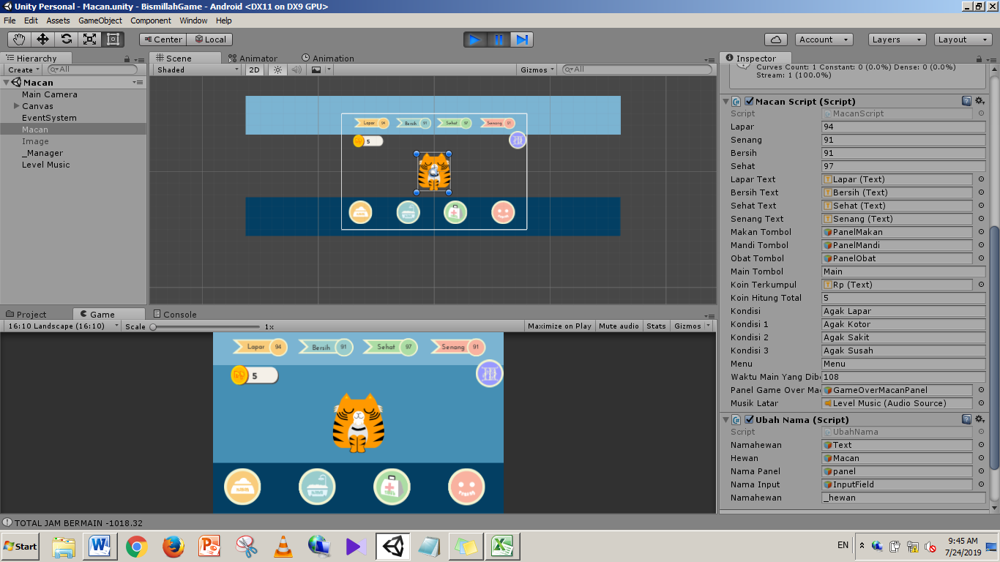 Unity Personal - Macan.unity - BismillahGame - Android <DX11 on DX9 GPU>
File Edit Assets GameObject Component Window Help
Center Local Account Layers Layout
Hierarchy
Create All
Macan
Main Camera
Canvas
EventSystem
Macan
Image
_Manager
Level Music
Scene Animator Animation
Shaded 2D Gizmos All
Lapar 94 Bersih 91 Sehat 97 Senang 91
5
Project Game Console
16:10 Landscape (16:10) Scale 1x Maximize on Play Mute audio Stats Gizmos
Lapar 94 Bersih 91 Sehat 97 Senang 91
5
Inspector
Curves Count: 1 Constant: 0 (0.0%) Dense: 0 (0.0%)
Stream: 1 (100.0%)
Macan Script (Script)
Script MacanScript
Lapar 94
Senang 91
Bersih 91
Sehat 97
Lapar Text Lapar (Text)
Bersih Text Bersih (Text)
Sehat Text Sehat (Text)
Senang Text Senang (Text)
Makan Tombol PanelMakan
Mandi Tombol PanelMandi
Obat Tombol PanelObat
Main Tombol Main
Koin Terkumpul Rp (Text)
Koin Hitung Total 5
Kondisi Agak Lapar
Kondisi 1 Agak Kotor
Kondisi 2 Agak Sakit
Kondisi 3 Agak Susah
Menu Menu
Waktu Main Yang Dibe 108
Panel Game Over Mac GameOverMacanPanel
Musik Latar Level Music (Audio Source)
Ubah Nama (Script)
Script UbahNama
Namahewan Text
Hewan Macan
Nama Panel panel
Nama Input InputField
Namahewan _hewan
TOTAL JAM BERMAIN -1018.32
Start EN 9:45 AM
7/24/2019